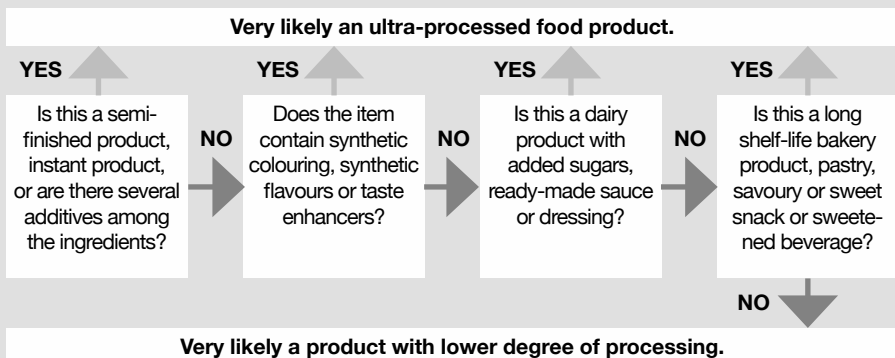 Very likely an ultra-processed food product.
YES
YES
YES
YES
Is this a semi-
finished product,
instant product,
or are there several
additives among
the ingredients?
NO
Does the item
contain synthetic
colouring, synthetic
flavours or taste
enhancers?
NO
Is this a dairy
product with
added sugars,
ready-made sauce
or dressing?
NO
Is this a long
shelf-life bakery
product, pastry,
savoury or sweet
snack or sweete-
ned beverage?
NO
Very likely a product with lower degree of processing.